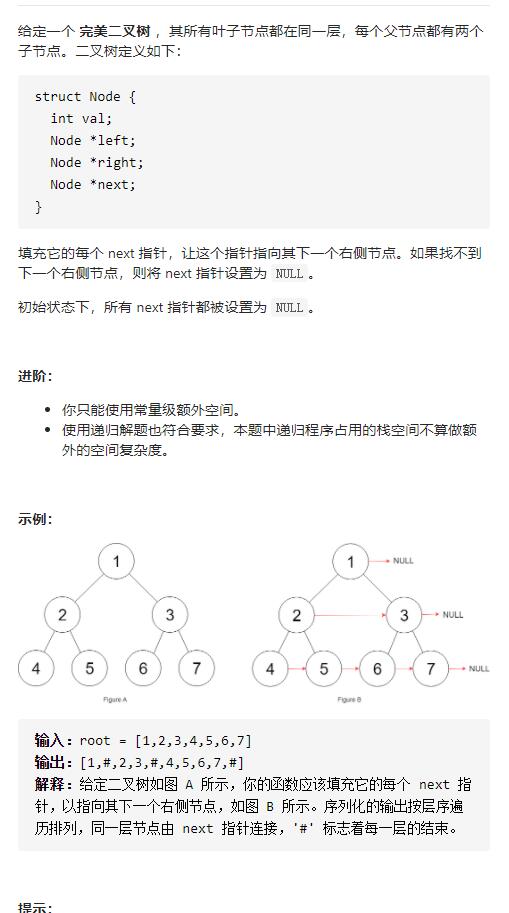 给定一个 完美二叉树 ，其所有叶子节点都在同一层，每个父节点都有两个
子节点。二叉树定义如下：
struct Node {
  int val;
  Node *left;
  Node *right;
  Node *next;
}
填充它的每个 next 指针，让这个指针指向其下一个右侧节点。如果找不到
下一个右侧节点，则将 next 指针设置为 NULL 。
初始状态下，所有 next 指针都被设置为 NULL 。
进阶：
• 你只能使用常量级额外空间。
• 使用递归解题也符合要求，本题中递归程序占用的栈空间不算做额
外的空间复杂度。
示例：
1
2 3
4 5 6 7
Figure A
1 NULL
2 3 NULL
4 5 6 7 NULL
Figure B
输入：root = [1,2,3,4,5,6,7]
输出：[1,#,2,3,#,4,5,6,7,#]
解释：给定二叉树如图 A 所示，你的函数应该填充它的每个 next 指
针，以指向其下一个右侧节点，如图 B 所示。序列化的输出按层序遍
历排列，同一层节点由 next 指针连接，'#' 标志着每一层的结束。
提示：